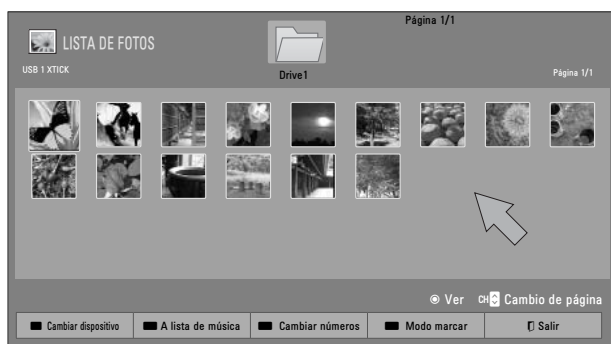 Página 1/1
LISTA DE FOTOS
USB 1 XTICK
Drive1
Página 1/1
Ver CH Cambio de página
Cambiar dispositivo A lista de música Cambiar números Modo marcar Salir